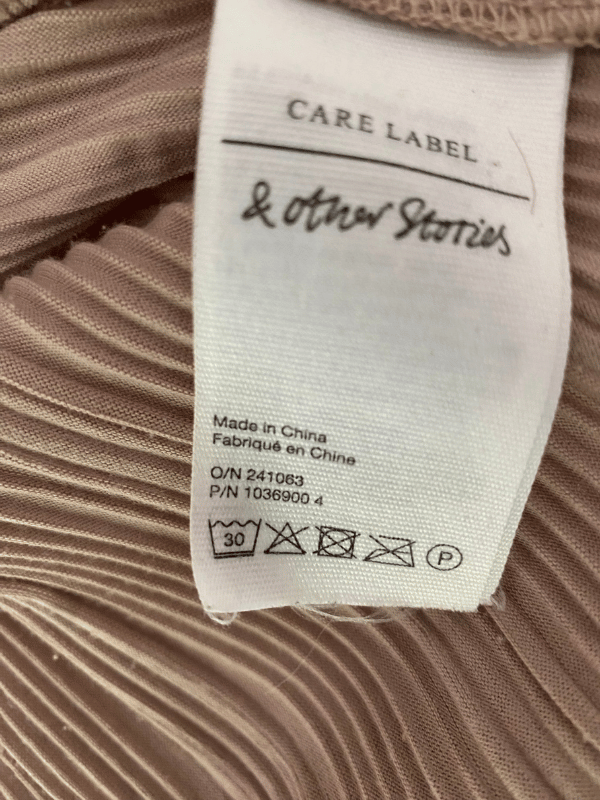 CARE LABEL
& other Stories
Made in China
Fabriqué en Chine
O/N 241063
P/N 1036900 4
30 P